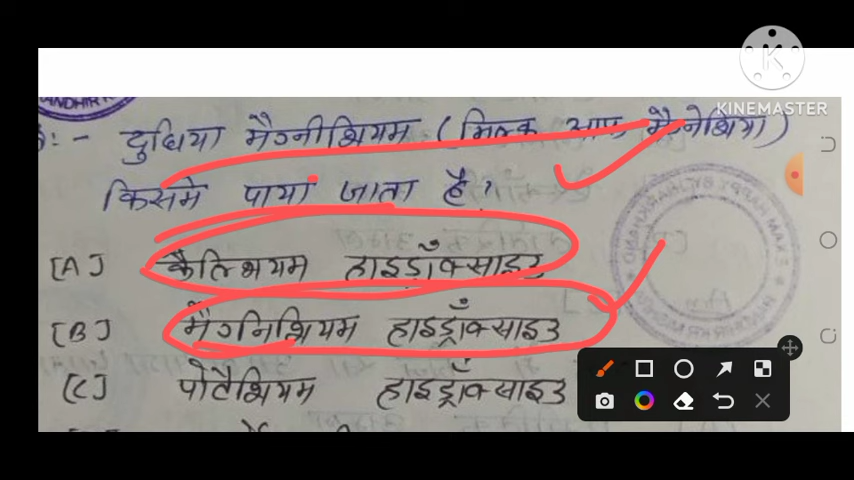 KINEMASTER
ः- दुधिया मैग्नीशियम (मिल्क आफ मैग्नेशिया)
किसमे पाया जाता है?
[A] कैल्शियम हाइड्रॉक्साइड
[B] मैग्निशियम हाइड्रॉक्साइड
[C] पोटैशियम हाइड्रॉक्साइड